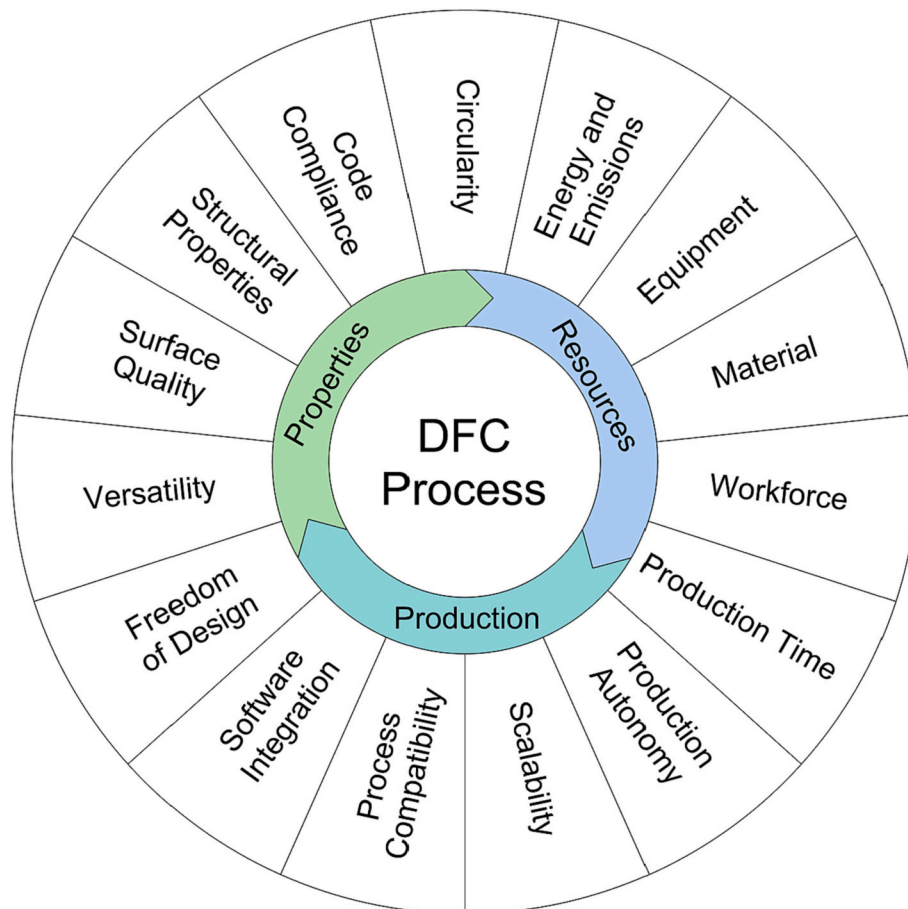 DFC
Process
Properties
Resources
Production
Circularity
Energy and
Emissions
Equipment
Material
Workforce
Production Time
Production
Autonomy
Scalability
Process
Compatibility
Software
Integration
Freedom
of Design
Versatility
Surface
Quality
Structural
Properties
Code
Compliance